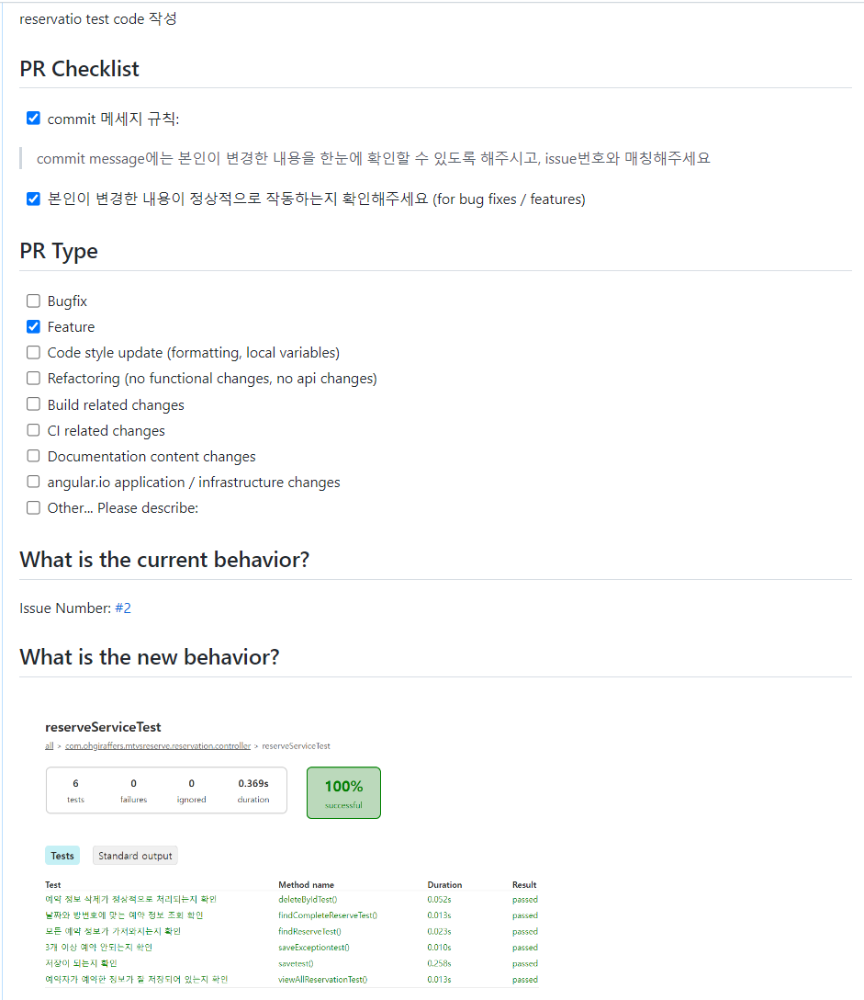 reservatio test code 작성
PR Checklist
commit 메세지 규칙:
commit message에는 본인이 변경한 내용을 한눈에 확인할 수 있도록 해주시고, issue번호와 매칭해주세요
본인이 변경한 내용이 정상적으로 작동하는지 확인해주세요 (for bug fixes / features)
PR Type
Bugfix
Feature
Code style update (formatting, local variables)
Refactoring (no functional changes, no api changes)
Build related changes
CI related changes
Documentation content changes
angular.io application / infrastructure changes
Other... Please describe:
What is the current behavior?
Issue Number: #2
What is the new behavior?
reserveServiceTest
all > com.ohgiraffers.mtvsreserve.reservation.controller > reserveServiceTest
6 0 0 0.369s 100%
tests failures ignored duration successful
Tests Standard output
Test Method name Duration Result
예약 정보 삭제가 정상적으로 처리되는지 확인 deleteByIdTest() 0.052s passed
날짜와 방번호에 맞는 예약 정보 조회 확인 findCompleteReserveTest() 0.013s passed
모든 예약 정보가 가져와지는지 확인 findReserveTest() 0.023s passed
3개 이상 예약 안되는지 확인 saveExceptiontest() 0.010s passed
저장이 되는지 확인 savetest() 0.258s passed
예약자가 예약한 정보가 잘 저장되어 있는지 확인 viewAllReservationTest() 0.013s passed